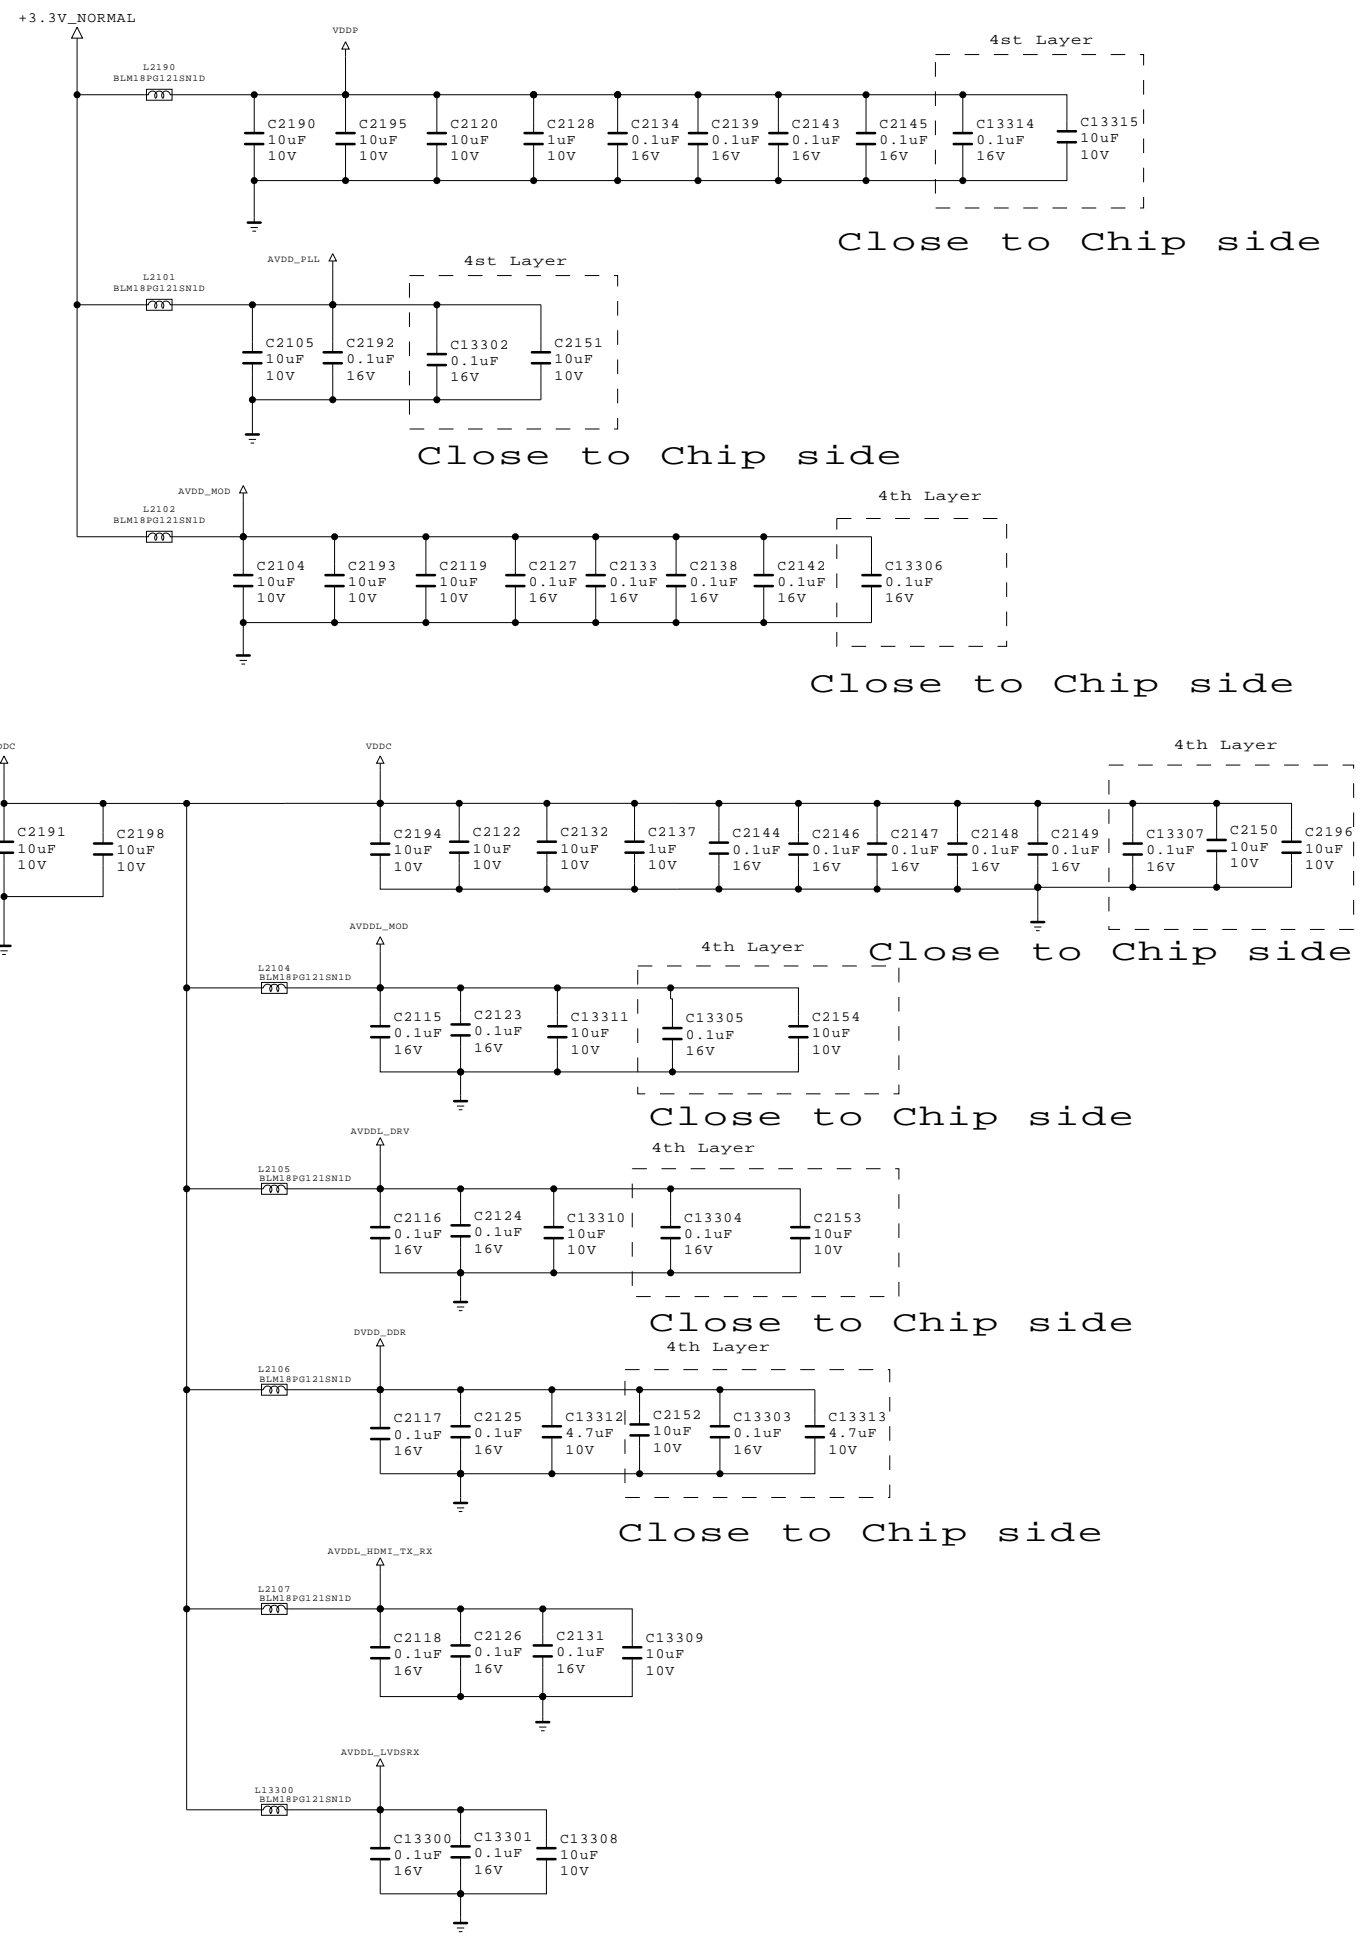 +3.3V_NORMAL
VDDP
4st Layer
L2190
BLM18PG121SN1D
C2190
10uF
10V
C2195
10uF
10V
C2120
10uF
10V
C2128
1uF
10V
C2134
0.1uF
16V
C2139
0.1uF
16V
C2143
0.1uF
16V
C2145
0.1uF
16V
C13314
0.1uF
16V
C13315
10uF
10V
Close to Chip side
AVDD_PLL
4st Layer
L2101
BLM18PG121SN1D
C2105
10uF
10V
C2192
0.1uF
16V
C13302
0.1uF
16V
C2151
10uF
10V
Close to Chip side
AVDD_MOD
4th Layer
L2102
BLM18PG121SN1D
C2104
10uF
10V
C2193
10uF
10V
C2119
10uF
10V
C2127
0.1uF
16V
C2133
0.1uF
16V
C2138
0.1uF
16V
C2142
0.1uF
16V
C13306
0.1uF
16V
Close to Chip side
DDC
VDDC
4th Layer
C2191
10uF
10V
C2198
10uF
10V
C2194
10uF
10V
C2122
10uF
10V
C2132
10uF
10V
C2137
1uF
10V
C2144
0.1uF
16V
C2146
0.1uF
16V
C2147
0.1uF
16V
C2148
0.1uF
16V
C2149
0.1uF
16V
C13307
0.1uF
16V
C2150
10uF
10V
C2196
10uF
10V
Close to Chip side
AVDDL_MOD
4th Layer
L2104
BLM18PG121SN1D
C2115
0.1uF
16V
C2123
0.1uF
16V
C13311
10uF
10V
C13305
0.1uF
16V
C2154
10uF
10V
Close to Chip side
AVDDL_DRV
4th Layer
L2105
BLM18PG121SN1D
C2116
0.1uF
16V
C2124
0.1uF
16V
C13310
10uF
10V
C13304
0.1uF
16V
C2153
10uF
10V
Close to Chip side
DVDD_DDR
4th Layer
L2106
BLM18PG121SN1D
C2117
0.1uF
16V
C2125
0.1uF
16V
C13312
4.7uF
10V
C2152
10uF
10V
C13303
0.1uF
16V
C13313
4.7uF
10V
Close to Chip side
AVDDL_HDMI_TX_RX
L2107
BLM18PG121SN1D
C2118
0.1uF
16V
C2126
0.1uF
16V
C2131
0.1uF
16V
C13309
10uF
10V
AVDDL_LVDSRX
L13300
BLM18PG121SN1D
C13300
0.1uF
16V
C13301
0.1uF
16V
C13308
10uF
10V